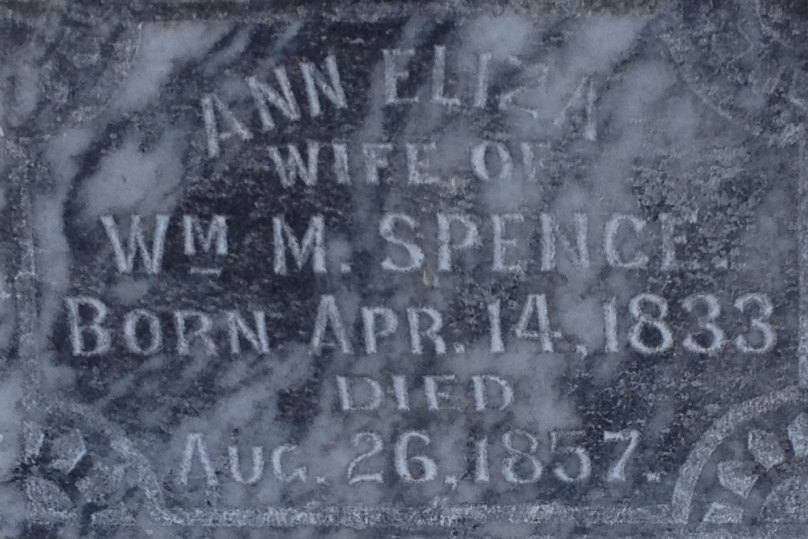 ANN ELIZA
WIFE OF
WM M. SPENCE.
BORN APR. 14, 1833
DIED
AUG. 26, 1857.